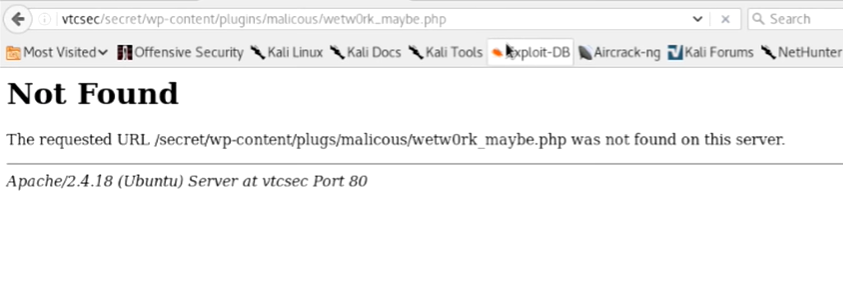 vtcsec/secret/wp-content/plugins/malicous/wetw0rk_maybe.php Search
Most Visited Offensive Security Kali Linux Kali Docs Kali Tools Exploit-DB Aircrack-ng Kali Forums NetHunter
Not Found
The requested URL /secret/wp-content/plugs/malicous/wetw0rk_maybe.php was not found on this server.
Apache/2.4.18 (Ubuntu) Server at vtcsec Port 80